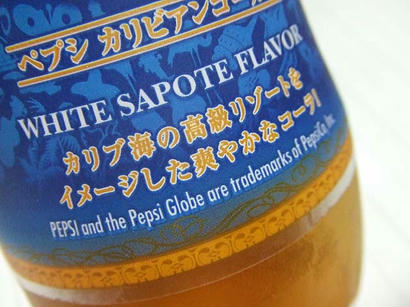 ペプシ カリビアンゴールド
WHITE SAPOTE FLAVOR
カリブ海の高級リゾートを
イメージした爽やかなコーラ!
PEPSI and the Pepsi Globe are trademarks of PepsiCo, Inc.